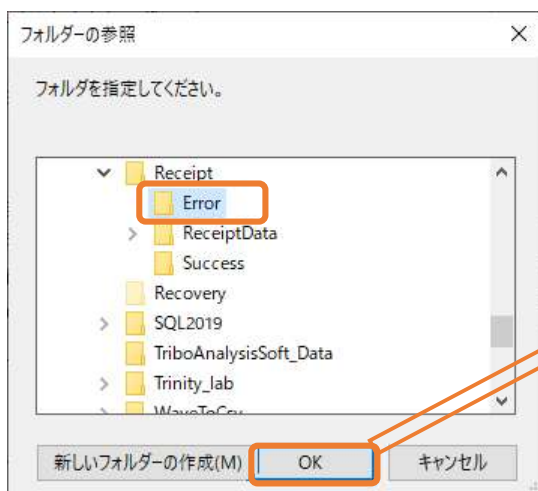 フォルダーの参照
フォルダを指定してください。
Receipt
Error
ReceiptData
Success
Recovery
SQL2019
TriboAnalysisSoft_Data
Trinity_lab
WaveToCsv
新しいフォルダーの作成(M) OK キャンセル